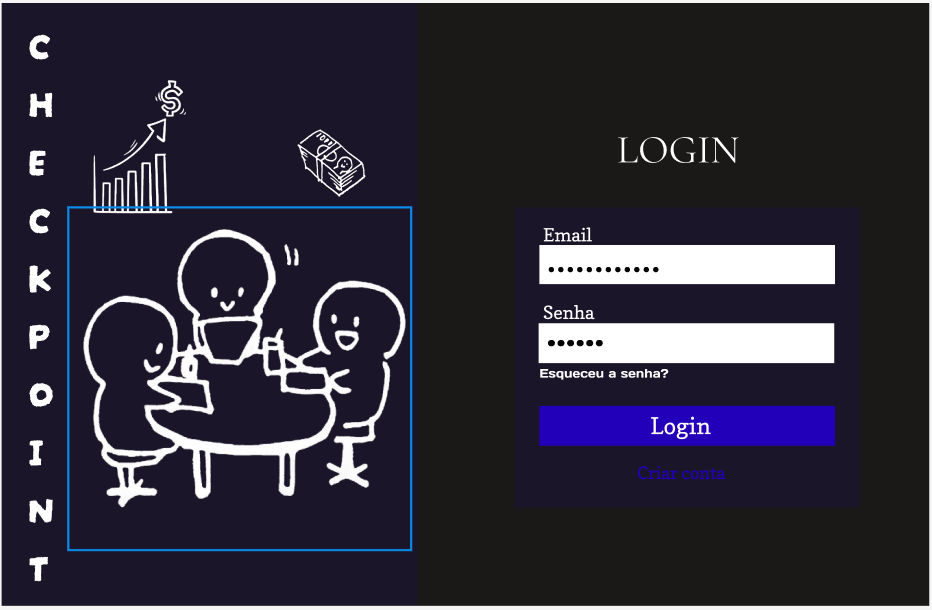 CHECKPOINT
$
LOGIN
Email
••••••••••••
Senha
••••••
Esqueceu a senha?
Login
Criar conta